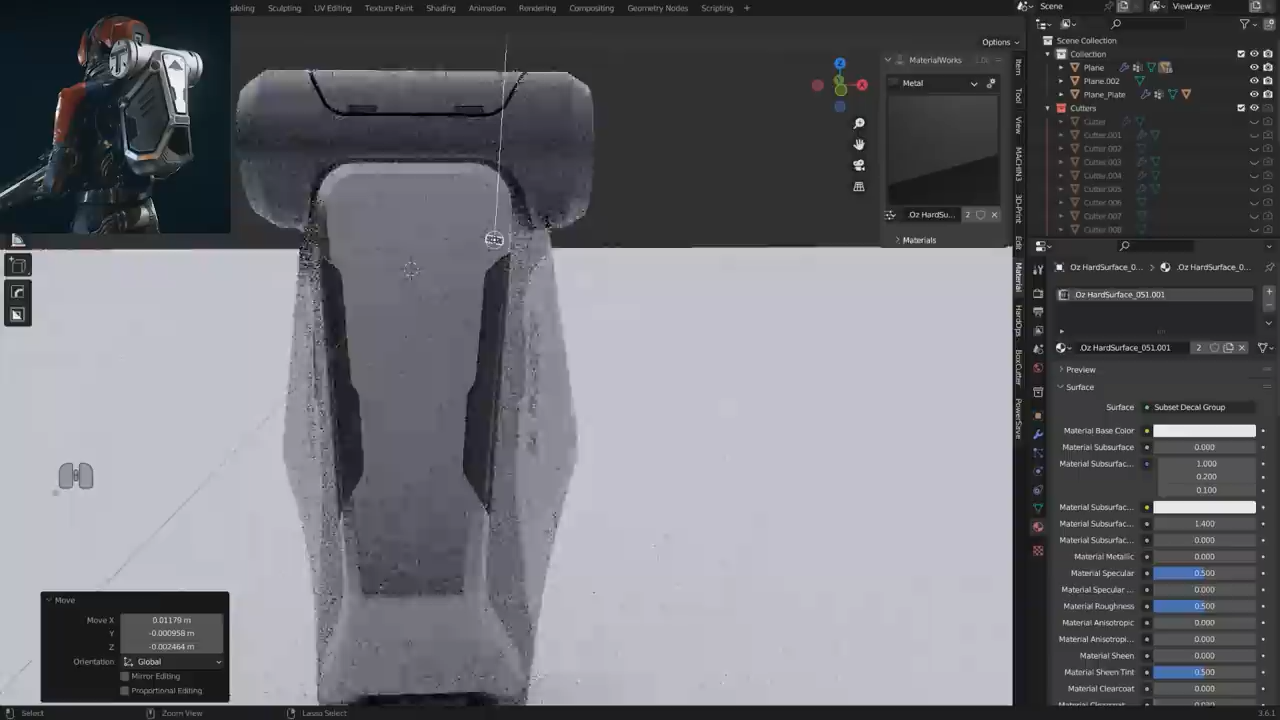 deling Sculpting UV Editing Texture Paint Shading Animation Rendering Compositing Geometry Nodes Scripting +
Scene
ViewLayer
Options
MaterialWorks
Metal
.Oz HardSu... 2
Materials
Item
Tool
View
MACHIN3
3D-Print
Edit
Material
HardOps
BoxCutter
PowerSave
Scene Collection
Collection
Plane
Plane.002
Plane_Plate
Cutters
Cutter
Cutter.001
Cutter.002
Cutter.003
Cutter.004
Cutter.005
Cutter.006
Cutter.007
Cutter.008
Oz HardSurface_0... > .Oz HardSurface_0...
.Oz HardSurface_051.001
.Oz HardSurface_051.001 2
Preview
Surface
Surface Subset Decal Group
Material Base Color
Material Subsurface 0.000
Material Subsurfac... 1.000
0.200
0.100
Material Subsurfac...
Material Subsurfac... 1.400
Material Subsurfac... 0.000
Material Metallic 0.000
Material Specular 0.500
Material Specular ... 0.000
Material Roughness 0.500
Material Anisotropic 0.000
Material Anisotropi... 0.000
Material Sheen 0.000
Material Sheen Tint 0.500
Material Clearcoat 0.000
Move
Move X 0.01179 m
Y -0.000958 m
Z -0.002464 m
Orientation Global
Mirror Editing
Proportional Editing
Select Zoom View Lasso Select 3.6.1